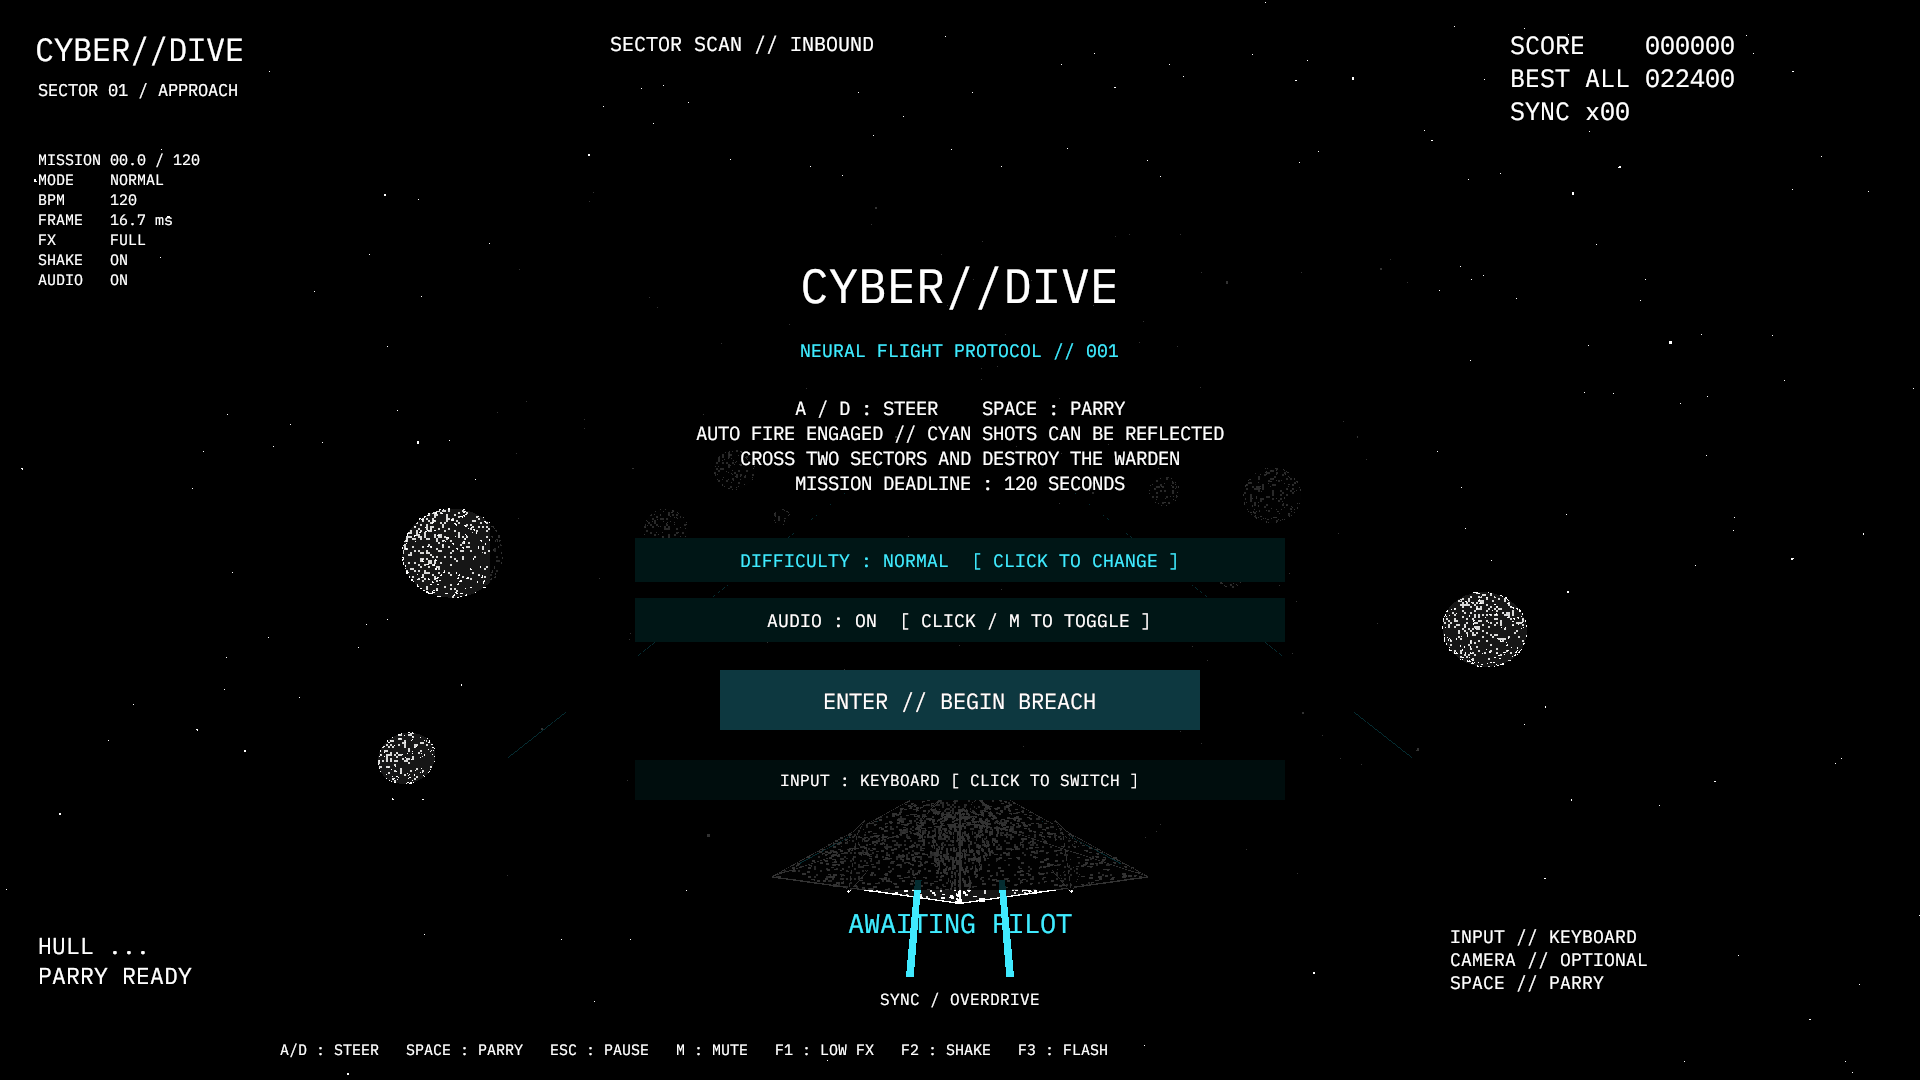 CYBER//DIVE
SECTOR 01 / APPROACH
SECTOR SCAN // INBOUND
SCORE 000000
BEST ALL 022400
SYNC x00
MISSION 00.0 / 120
MODE NORMAL
BPM 120
FRAME 16.7 ms
FX FULL
SHAKE ON
AUDIO ON
CYBER//DIVE
NEURAL FLIGHT PROTOCOL // 001
A / D : STEER SPACE : PARRY
AUTO FIRE ENGAGED // CYAN SHOTS CAN BE REFLECTED
CROSS TWO SECTORS AND DESTROY THE WARDEN
MISSION DEADLINE : 120 SECONDS
DIFFICULTY : NORMAL [ CLICK TO CHANGE ]
AUDIO : ON [ CLICK / M TO TOGGLE ]
ENTER // BEGIN BREACH
INPUT : KEYBOARD [ CLICK TO SWITCH ]
AWAITING PILOT
SYNC / OVERDRIVE
HULL ...
PARRY READY
INPUT // KEYBOARD
CAMERA // OPTIONAL
SPACE // PARRY
A/D : STEER SPACE : PARRY ESC : PAUSE M : MUTE F1 : LOW FX F2 : SHAKE F3 : FLASH